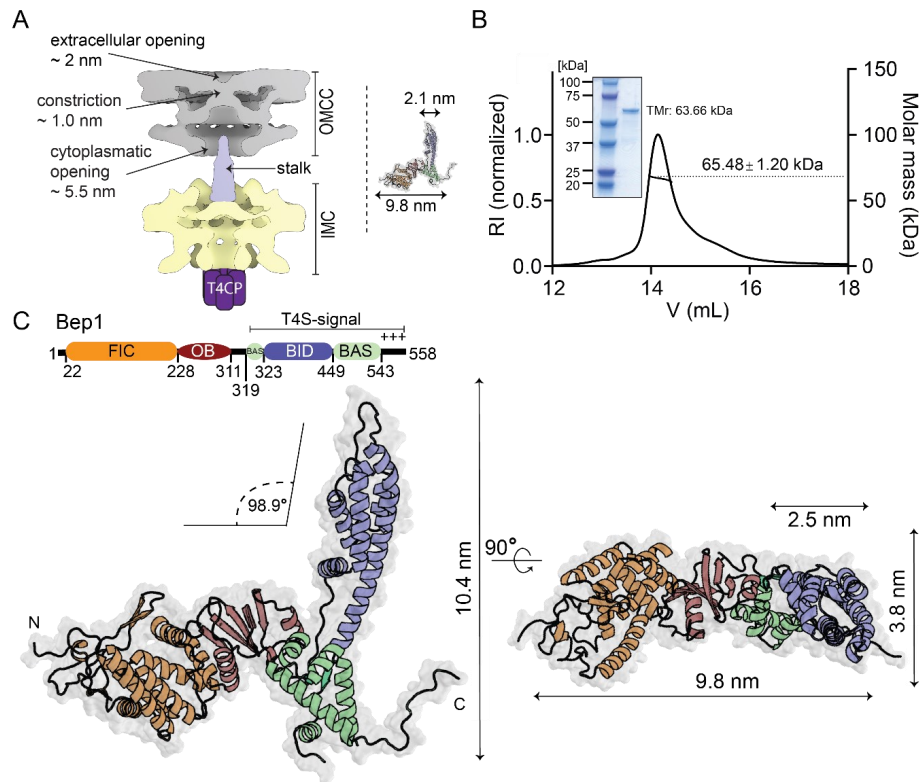 A
extracellular opening
~ 2 nm
constriction
~ 1.0 nm
cytoplasmatic
opening
~ 5.5 nm
stalk
OMCC
IMC
T4CP
2.1 nm
9.8 nm
B
[kDa]
100
75
50
37
25
20
TMr: 63.66 kDa
65.48 ± 1.20 kDa
RI (normalized)
1.0
0.5
0.0
150
100
50
0
Molar mass
(kDa)
12
14
16
18
V (mL)
C
Bep1
T4S-signal
+++
1
FIC
OB
BAS
BID
BAS
558
22
228
311
319
323
449
543
98.9°
N
C
10.4 nm
90°
2.5 nm
3.8 nm
9.8 nm